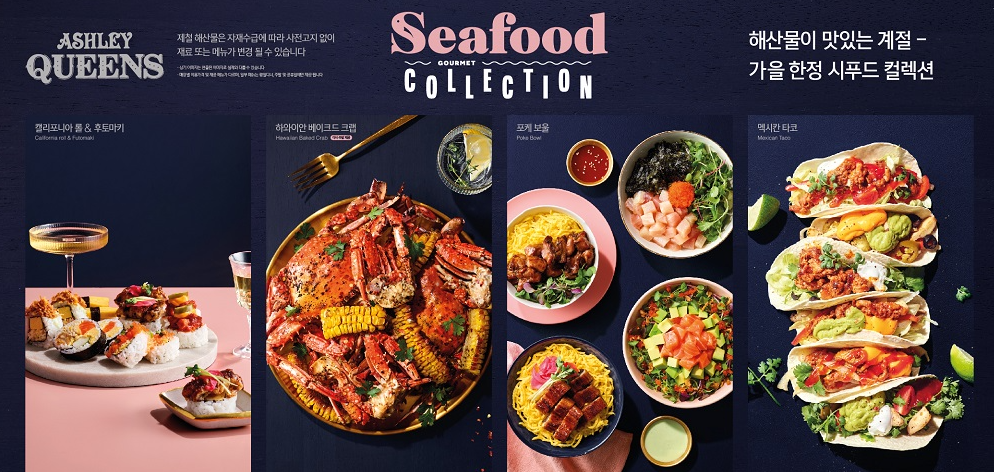 ASHLEY
QUEENS
제철 해산물은 자재수급에 따라 사전고지 없이
재료 또는 메뉴가 변경 될 수 있습니다
Seafood
GOURMET
COLLECTION
해산물이 맛있는 계절 –
가을 한정 시푸드 컬렉션
캘리포니아 롤 & 후토마키
California roll & Futomaki
하와이안 베이크드 크랩
Hawaiian Baked Crab
포케 보울
Poke Bowl
멕시칸 타코
Mexican Taco